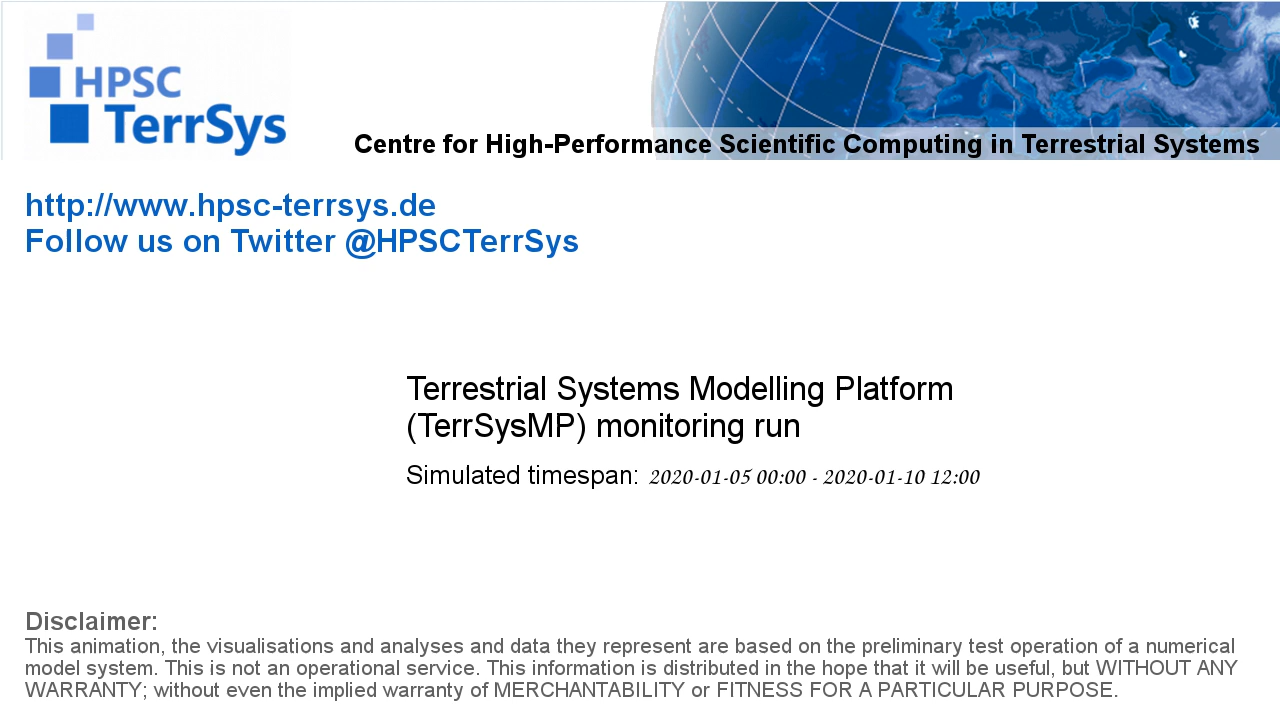 HPSC
TerrSys
Centre for High-Performance Scientific Computing in Terrestrial Systems
http://www.hpsc-terrsys.de
Follow us on Twitter @HPSCTerrSys
Terrestrial Systems Modelling Platform
(TerrSysMP) monitoring run
Simulated timespan: 2020-01-05 00:00 - 2020-01-10 12:00
Disclaimer:
This animation, the visualisations and analyses and data they represent are based on the preliminary test operation of a numerical
model system. This is not an operational service. This information is distributed in the hope that it will be useful, but WITHOUT ANY
WARRANTY; without even the implied warranty of MERCHANTABILITY or FITNESS FOR A PARTICULAR PURPOSE.